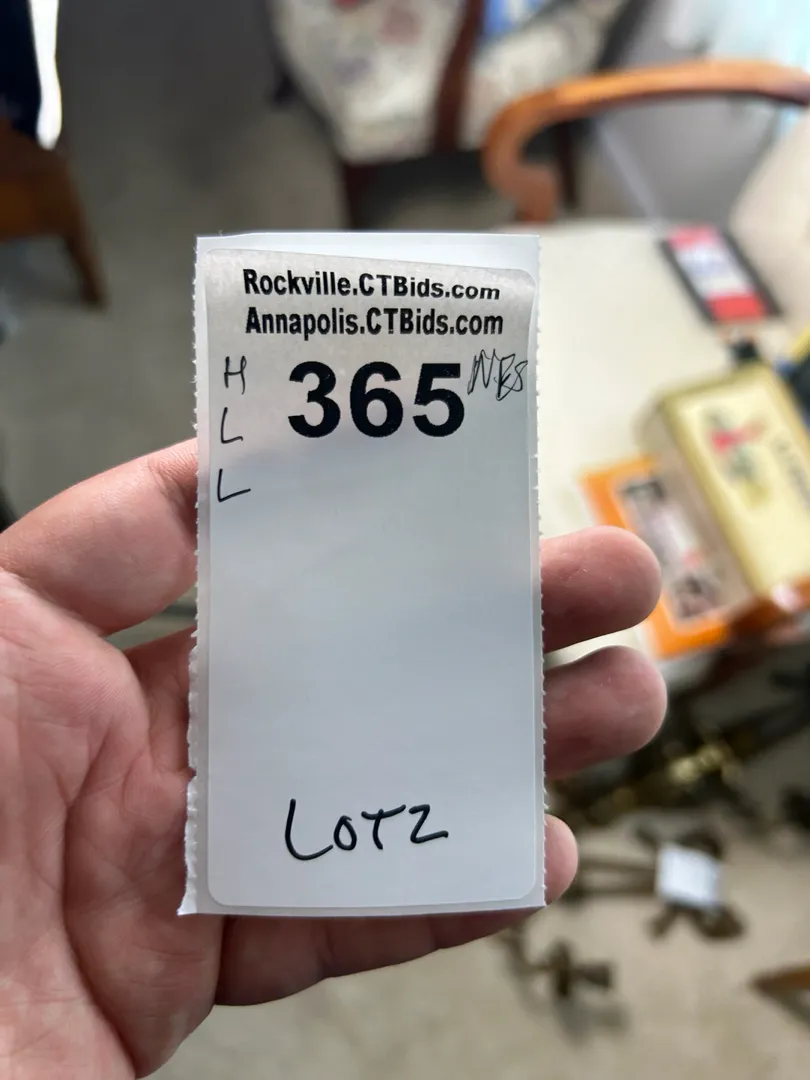 Rockville.CTBids.com
Annapolis.CTBids.com
H
365
L
L
LOTZ